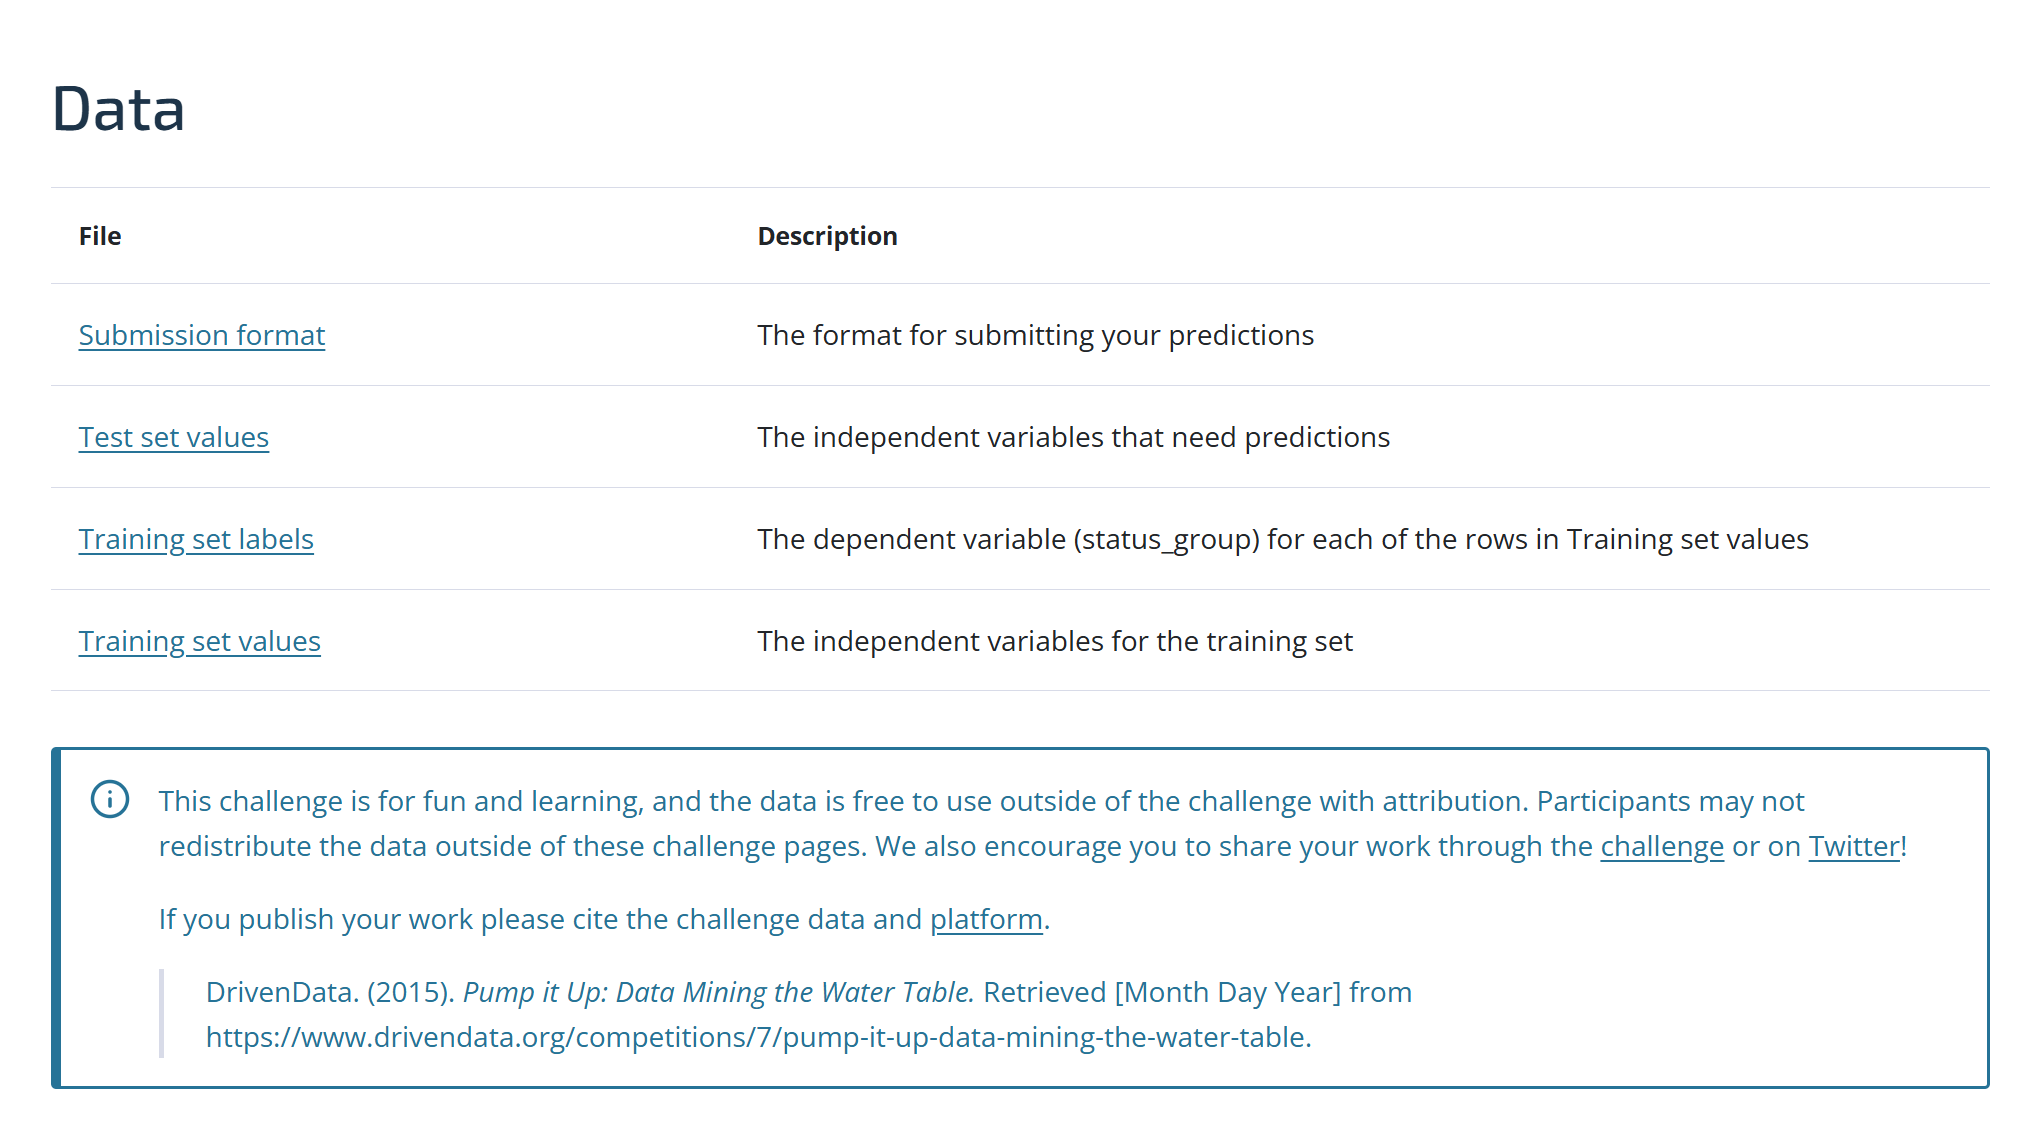 Data
File Description
Submission format The format for submitting your predictions
Test set values The independent variables that need predictions
Training set labels The dependent variable (status_group) for each of the rows in Training set values
Training set values The independent variables for the training set
This challenge is for fun and learning, and the data is free to use outside of the challenge with attribution. Participants may not
redistribute the data outside of these challenge pages. We also encourage you to share your work through the challenge or on Twitter!
If you publish your work please cite the challenge data and platform.
DrivenData. (2015). Pump it Up: Data Mining the Water Table. Retrieved [Month Day Year] from
https://www.drivendata.org/competitions/7/pump-it-up-data-mining-the-water-table.